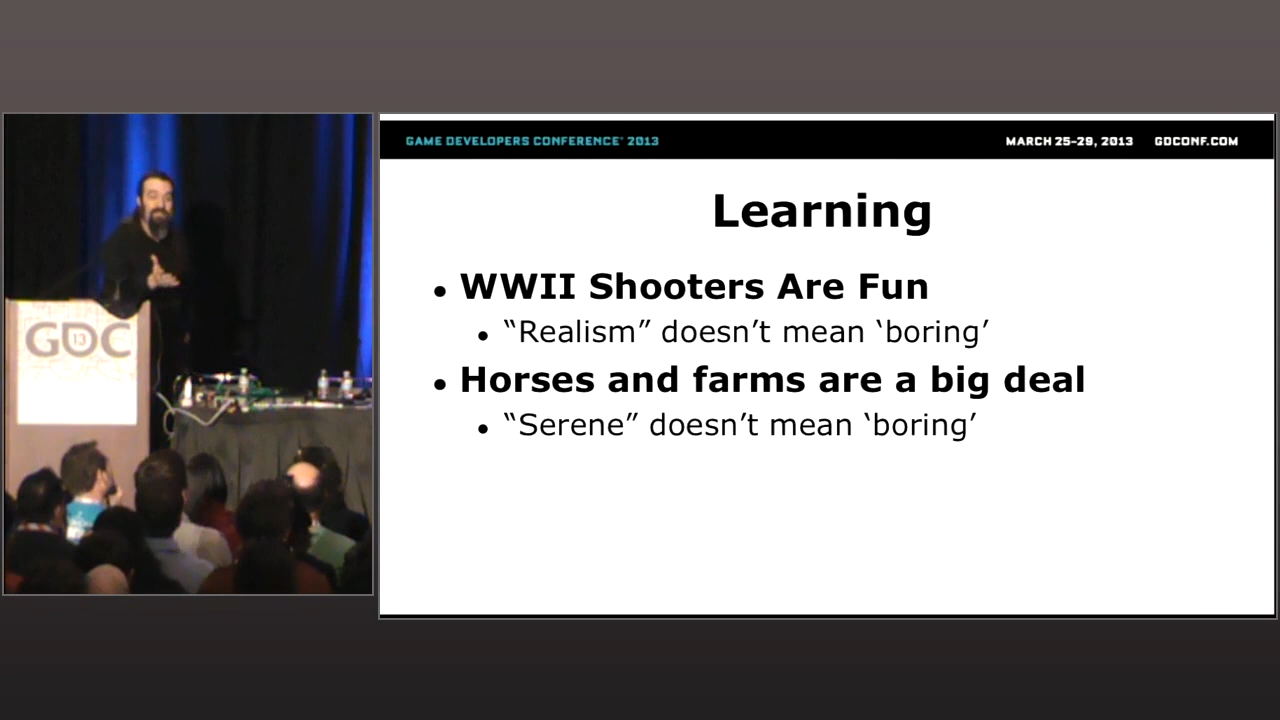 GAME DEVELOPERS CONFERENCE® 2013
MARCH 25-29, 2013 GDCONF.COM
Learning
• WWII Shooters Are Fun
• “Realism” doesn’t mean ‘boring’
• Horses and farms are a big deal
• “Serene” doesn’t mean ‘boring’
GDC
13